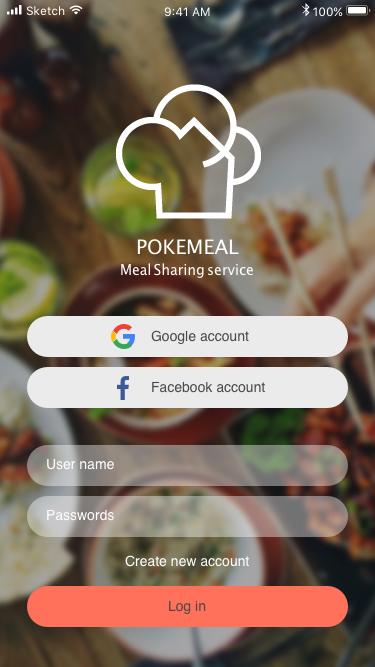 Sketch 9:41 AM 100%
POKEMEAL
Meal Sharing service
Google account
Facebook account
User name
Passwords
Create new account
Log in